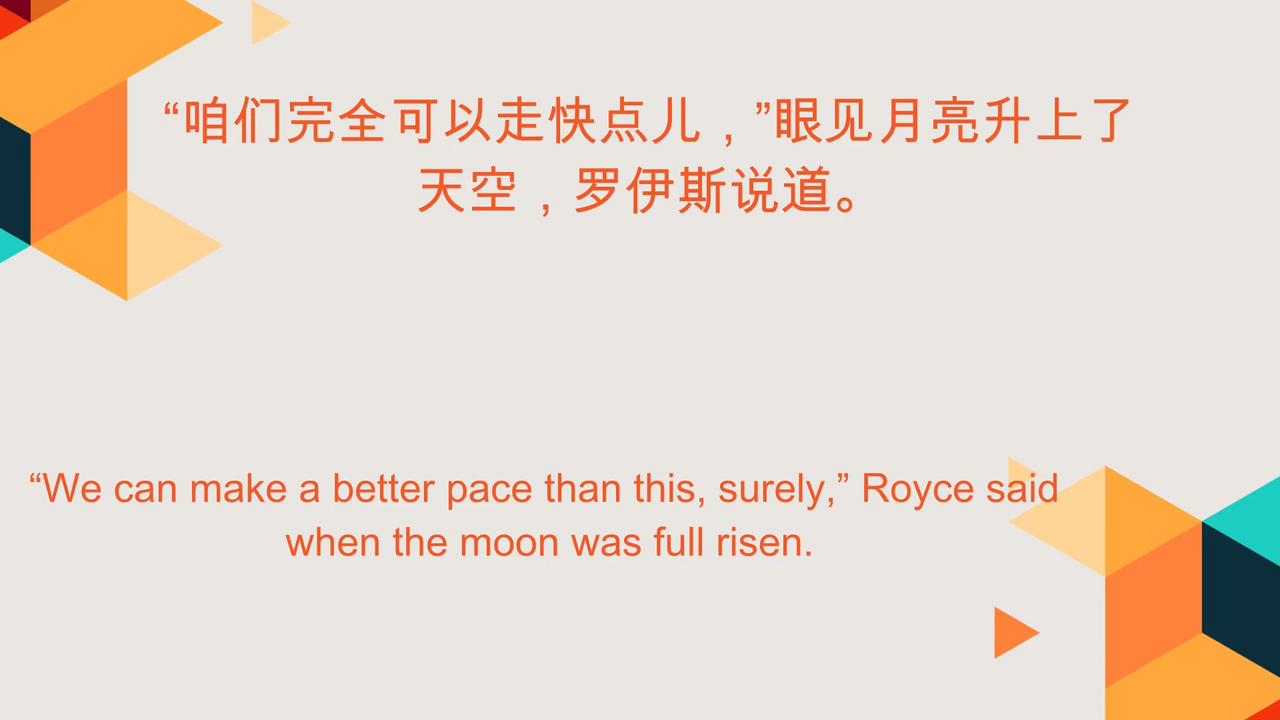 “咱们完全可以走快点儿，”眼见月亮升上了
天空，罗伊斯说道。
“We can make a better pace than this, surely,” Royce said
when the moon was full risen.